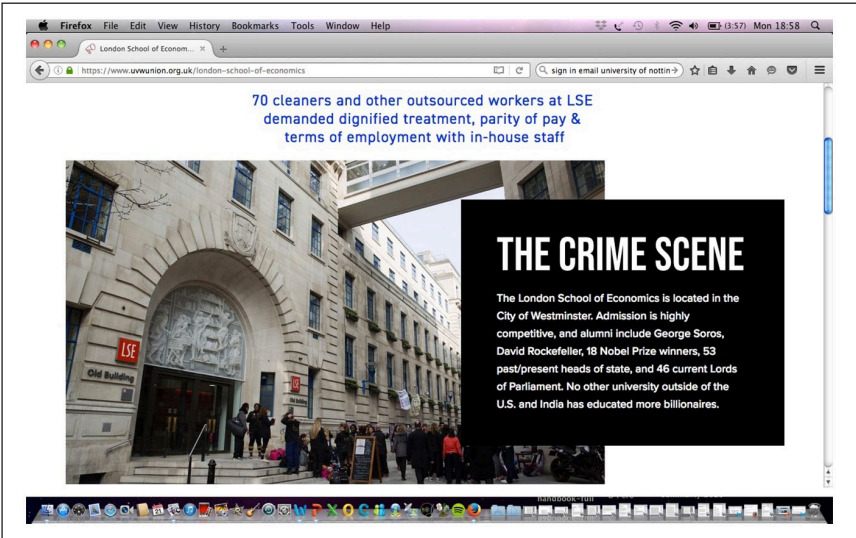 Firefox File Edit View History Bookmarks Tools Window Help
(3:57) Mon 18:58
London School of Econom...
https://www.uvwunion.org.uk/london-school-of-economics
sign in email university of nottin
70 cleaners and other outsourced workers at LSE
demanded dignified treatment, parity of pay &
terms of employment with in-house staff
THE CRIME SCENE
The London School of Economics is located in the
City of Westminster. Admission is highly
competitive, and alumni include George Soros,
David Rockefeller, 18 Nobel Prize winners, 53
past/present heads of state, and 46 current Lords
of Parliament. No other university outside of the
U.S. and India has educated more billionaires.
LSE
Old Building
LSE
Old Building
handbook-full